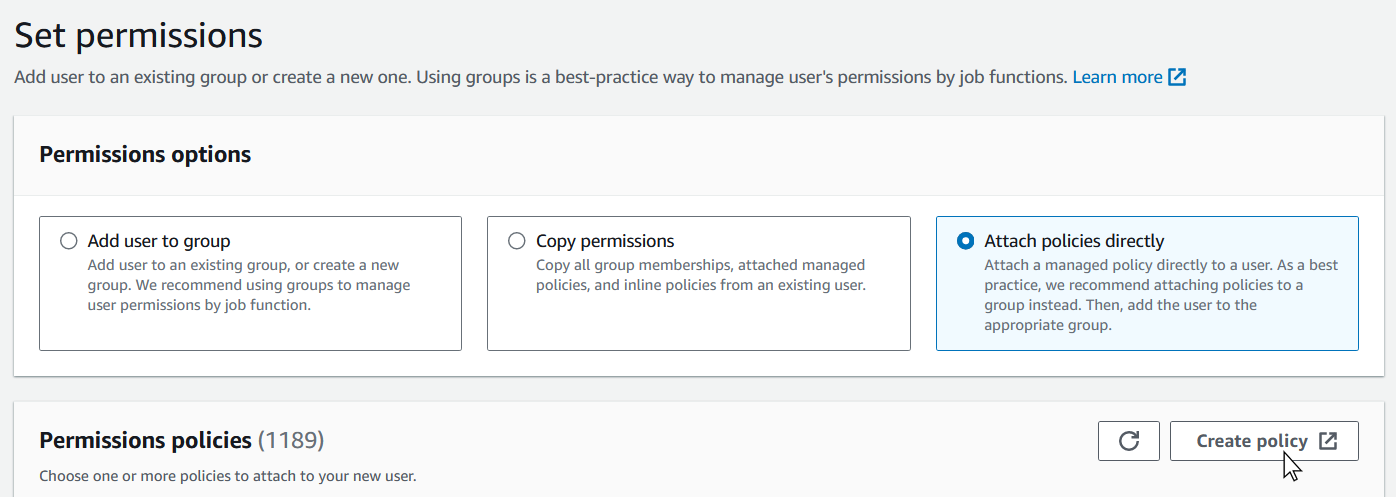 Set permissions
Add user to an existing group or create a new one. Using groups is a best-practice way to manage user's permissions by job functions. Learn more
Permissions options
Add user to group
Add user to an existing group, or create a new
group. We recommend using groups to manage
user permissions by job function.
Copy permissions
Copy all group memberships, attached managed
policies, and inline policies from an existing user.
Attach policies directly
Attach a managed policy directly to a user. As a best
practice, we recommend attaching policies to a
group instead. Then, add the user to the
appropriate group.
Permissions policies (1189)
Create policy
Choose one or more policies to attach to your new user.